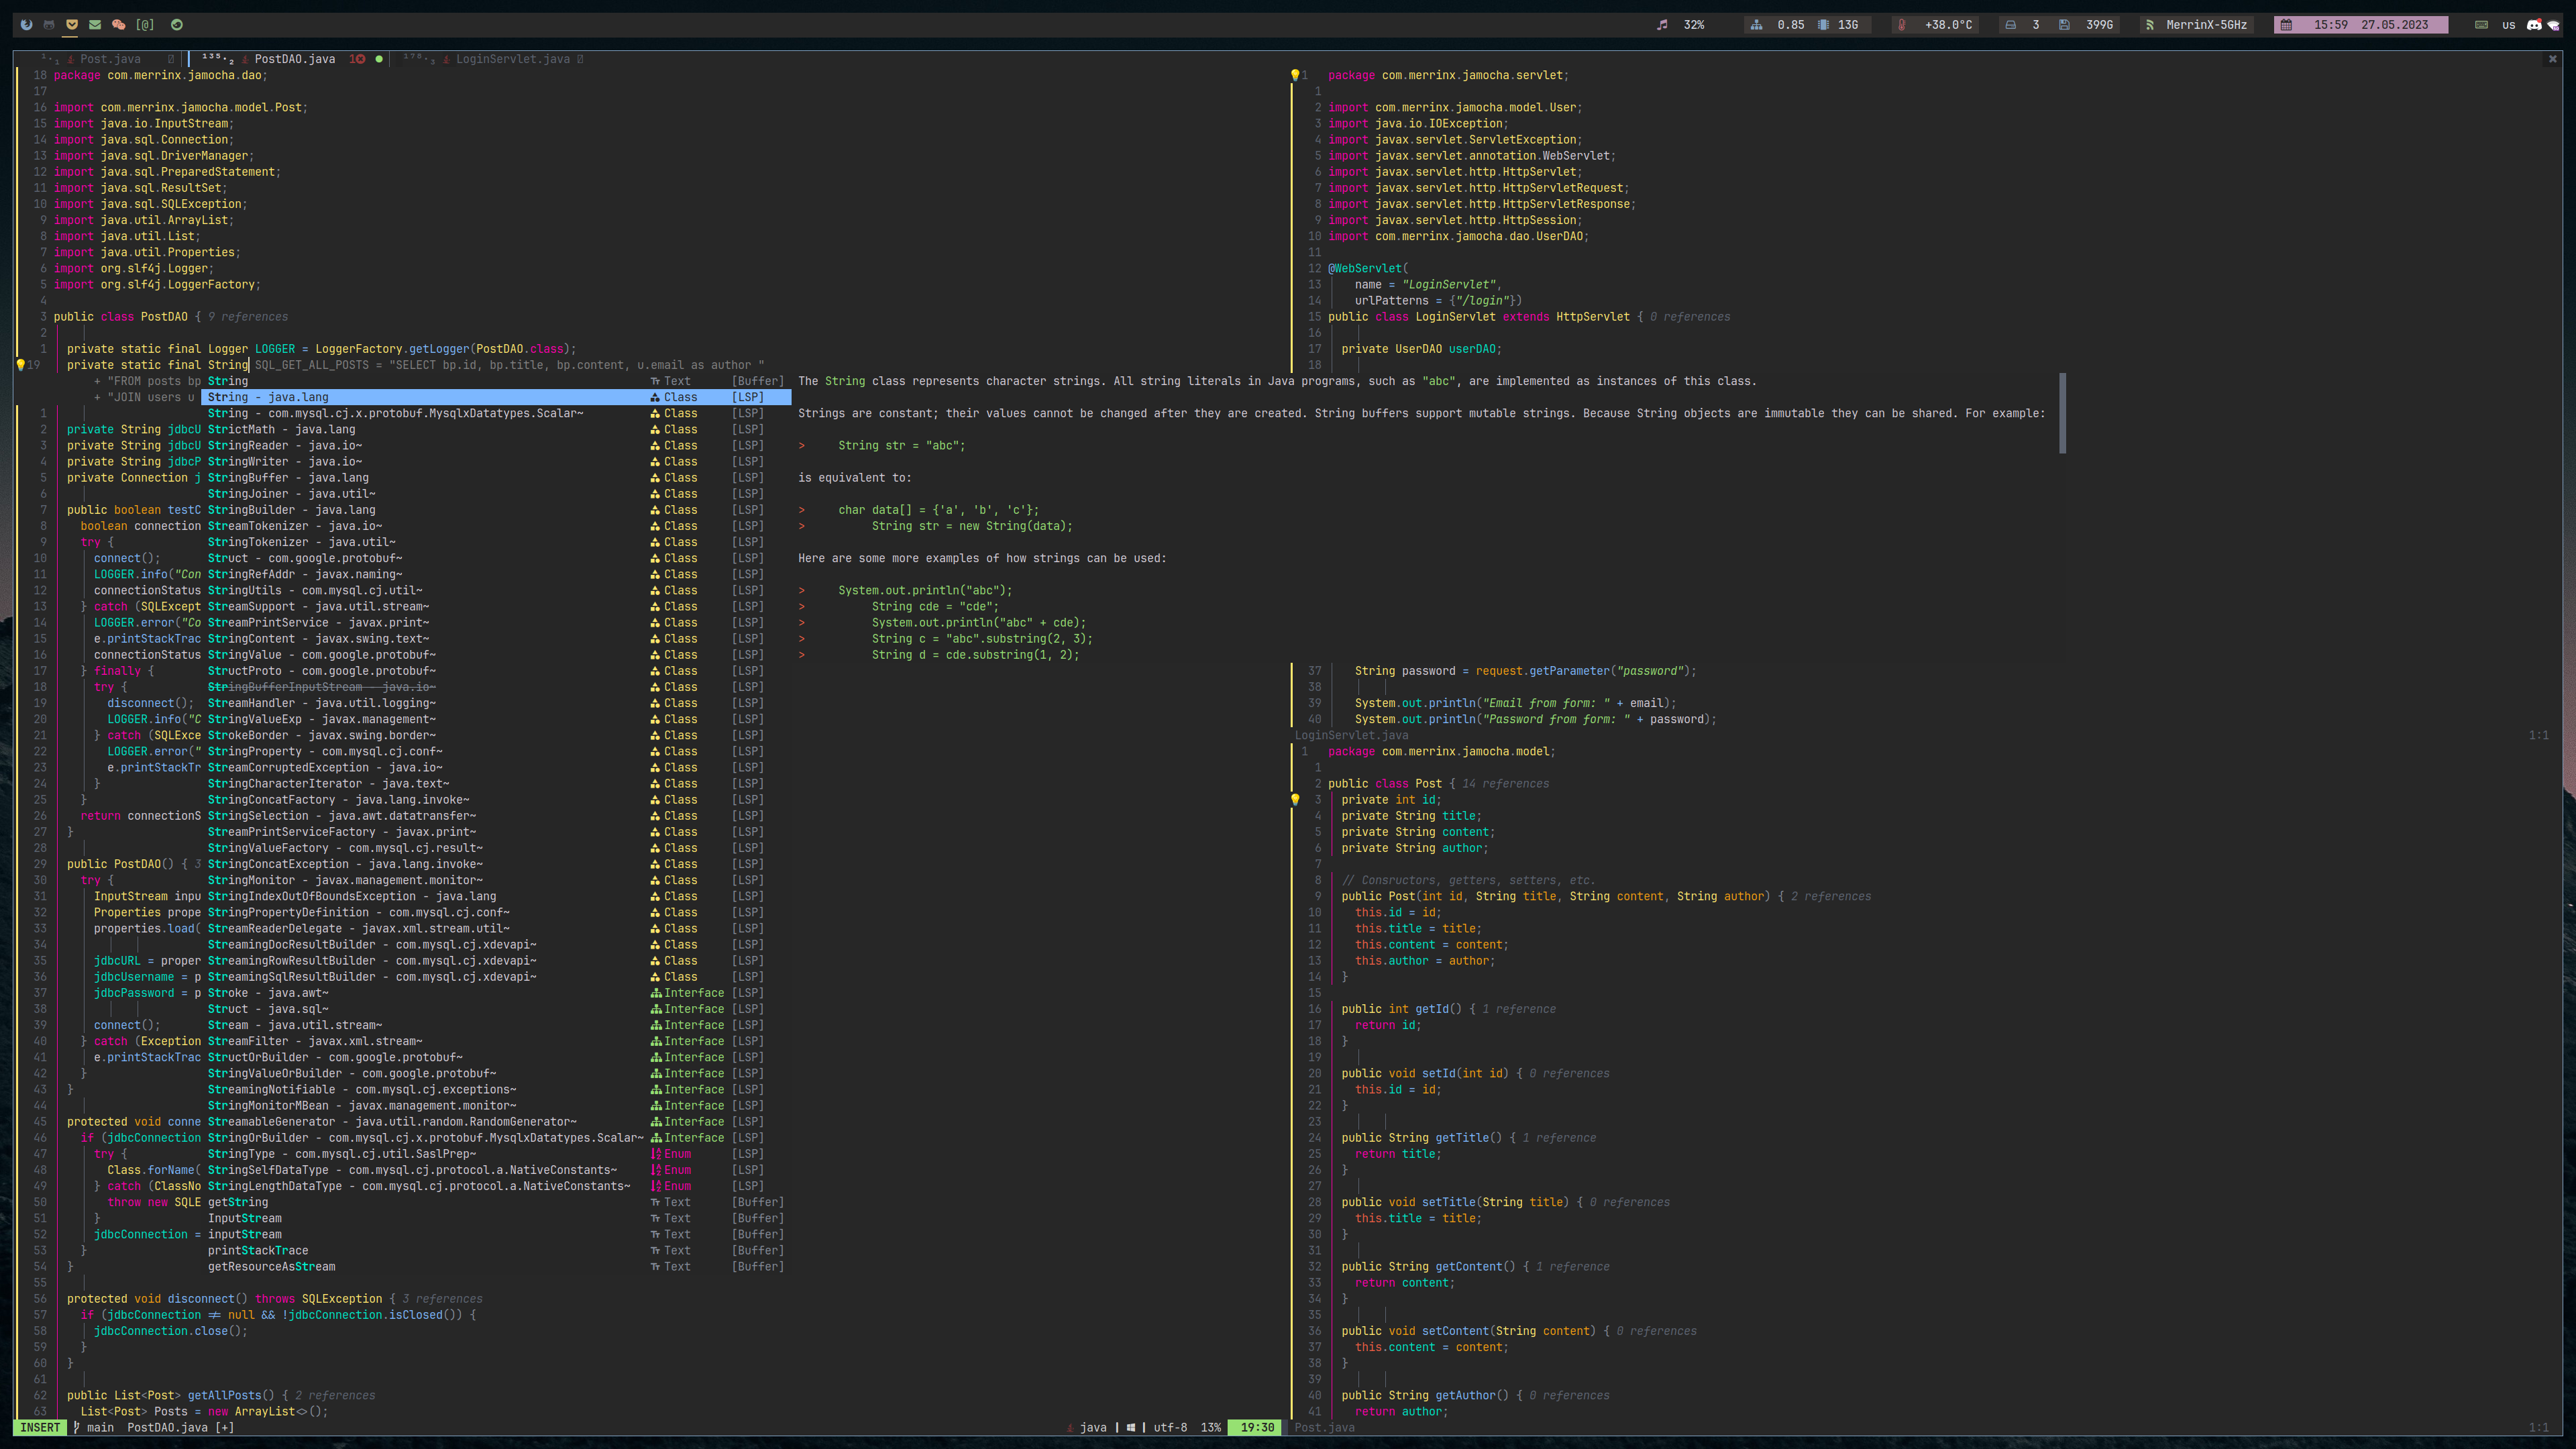 [@] 32% 0.85 13G +38.0°C 3 399G MerrinX-5GHz 15:59 27.05.2023 us
Post.java PostDAO.java 1 LoginServlet.java
18 package com.merrinx.jamocha.dao;
17
16 import com.merrinx.jamocha.model.Post;
15 import java.io.InputStream;
14 import java.sql.Connection;
13 import java.sql.DriverManager;
12 import java.sql.PreparedStatement;
11 import java.sql.ResultSet;
10 import java.sql.SQLException;
9 import java.util.ArrayList;
8 import java.util.List;
7 import java.util.Properties;
6 import org.slf4j.Logger;
5 import org.slf4j.LoggerFactory;
4
3 public class PostDAO { 9 references
2
1 private static final Logger LOGGER = LoggerFactory.getLogger(PostDAO.class);
19 private static final String SQL_GET_ALL_POSTS = "SELECT bp.id, bp.title, bp.content, u.email as author "
+ "FROM posts bp
+ "JOIN users u
1
2 private String jdbcU
3 private String jdbcU
4 private String jdbcP
5 private Connection j
6
7 public boolean testC
8 boolean connection
9 try {
10 connect();
11 LOGGER.info("Con
12 connectionStatus
13 } catch (SQLExcept
14 LOGGER.error("Co
15 e.printStackTrac
16 connectionStatus
17 } finally {
18 try {
19 disconnect();
20 LOGGER.info("C
21 } catch (SQLExce
22 LOGGER.error("
23 e.printStackTr
24 }
25 }
26 return connectionS
27 }
28
29 public PostDAO() { 3
30 try {
31 InputStream inpu
32 Properties prope
33 properties.load(
34
35 jdbcURL = proper
36 jdbcUsername = p
37 jdbcPassword = p
38
39 connect();
40 } catch (Exception
41 e.printStackTrac
42 }
43 }
44
45 protected void conne
46 if (jdbcConnection
47 try {
48 Class.forName(
49 } catch (ClassNo
50 throw new SQLE
51 }
52 jdbcConnection =
53 }
54 }
55
56 protected void disconnect() throws SQLException { 3 references
57 if (jdbcConnection ≠ null && !jdbcConnection.isClosed()) {
58 jdbcConnection.close();
59 }
60 }
61
62 public List<Post> getAllPosts() { 2 references
63 List<Post> Posts = new ArrayList<>();
String Text [Buffer]
String - java.lang Class [LSP]
String - com.mysql.cj.x.protobuf.MysqlxDatatypes.Scalar~ Class [LSP]
StrictMath - java.lang Class [LSP]
StringReader - java.io~ Class [LSP]
StringWriter - java.io~ Class [LSP]
StringBuffer - java.lang Class [LSP]
StringJoiner - java.util~ Class [LSP]
StringBuilder - java.lang Class [LSP]
StreamTokenizer - java.io~ Class [LSP]
StringTokenizer - java.util~ Class [LSP]
Struct - com.google.protobuf~ Class [LSP]
StringRefAddr - javax.naming~ Class [LSP]
StringUtils - com.mysql.cj.util~ Class [LSP]
StreamSupport - java.util.stream~ Class [LSP]
StreamPrintService - javax.print~ Class [LSP]
StringContent - javax.swing.text~ Class [LSP]
StringValue - com.google.protobuf~ Class [LSP]
StructProto - com.google.protobuf~ Class [LSP]
StringBufferInputStream - java.io~ Class [LSP]
StreamHandler - java.util.logging~ Class [LSP]
StringValueExp - javax.management~ Class [LSP]
StrokeBorder - javax.swing.border~ Class [LSP]
StringProperty - com.mysql.cj.conf~ Class [LSP]
StreamCorruptedException - java.io~ Class [LSP]
StringCharacterIterator - java.text~ Class [LSP]
StringConcatFactory - java.lang.invoke~ Class [LSP]
StringSelection - java.awt.datatransfer~ Class [LSP]
StreamPrintServiceFactory - javax.print~ Class [LSP]
StringValueFactory - com.mysql.cj.result~ Class [LSP]
StringConcatException - java.lang.invoke~ Class [LSP]
StringMonitor - javax.management.monitor~ Class [LSP]
StringIndexOutOfBoundsException - java.lang Class [LSP]
StringPropertyDefinition - com.mysql.cj.conf~ Class [LSP]
StreamReaderDelegate - javax.xml.stream.util~ Class [LSP]
StreamingDocResultBuilder - com.mysql.cj.xdevapi~ Class [LSP]
StreamingRowResultBuilder - com.mysql.cj.xdevapi~ Class [LSP]
StreamingSqlResultBuilder - com.mysql.cj.xdevapi~ Class [LSP]
Stroke - java.awt~ Interface [LSP]
Struct - java.sql~ Interface [LSP]
Stream - java.util.stream~ Interface [LSP]
StreamFilter - javax.xml.stream~ Interface [LSP]
StructOrBuilder - com.google.protobuf~ Interface [LSP]
StringValueOrBuilder - com.google.protobuf~ Interface [LSP]
StreamingNotifiable - com.mysql.cj.exceptions~ Interface [LSP]
StringMonitorMBean - javax.management.monitor~ Interface [LSP]
StreamableGenerator - java.util.random.RandomGenerator~ Interface [LSP]
StringOrBuilder - com.mysql.cj.x.protobuf.MysqlxDatatypes.Scalar~ Interface [LSP]
StringType - com.mysql.cj.util.SaslPrep~ Enum [LSP]
StringSelfDataType - com.mysql.cj.protocol.a.NativeConstants~ Enum [LSP]
StringLengthDataType - com.mysql.cj.protocol.a.NativeConstants~ Enum [LSP]
getString Text [Buffer]
InputStream Text [Buffer]
inputStream Text [Buffer]
printStackTrace Text [Buffer]
getResourceAsStream Text [Buffer]
The String class represents character strings. All string literals in Java programs, such as "abc", are implemented as instances of this class.
Strings are constant; their values cannot be changed after they are created. String buffers support mutable strings. Because String objects are immutable they can be shared. For example:
> String str = "abc";
is equivalent to:
> char data[] = {'a', 'b', 'c'};
> String str = new String(data);
Here are some more examples of how strings can be used:
> System.out.println("abc");
> String cde = "cde";
> System.out.println("abc" + cde);
> String c = "abc".substring(2, 3);
> String d = cde.substring(1, 2);
1 package com.merrinx.jamocha.servlet;
1
2 import com.merrinx.jamocha.model.User;
3 import java.io.IOException;
4 import javax.servlet.ServletException;
5 import javax.servlet.annotation.WebServlet;
6 import javax.servlet.http.HttpServlet;
7 import javax.servlet.http.HttpServletRequest;
8 import javax.servlet.http.HttpServletResponse;
9 import javax.servlet.http.HttpSession;
10 import com.merrinx.jamocha.dao.UserDAO;
11
12 @WebServlet(
13 name = "LoginServlet",
14 urlPatterns = {"/login"})
15 public class LoginServlet extends HttpServlet { 0 references
16
17 private UserDAO userDAO;
18
37 String password = request.getParameter("password");
38
39 System.out.println("Email from form: " + email);
40 System.out.println("Password from form: " + password);
LoginServlet.java 1:1
1 package com.merrinx.jamocha.model;
1
2 public class Post { 14 references
3 private int id;
4 private String title;
5 private String content;
6 private String author;
7
8 // Consructors, getters, setters, etc.
9 public Post(int id, String title, String content, String author) { 2 references
10 this.id = id;
11 this.title = title;
12 this.content = content;
13 this.author = author;
14 }
15
16 public int getId() { 1 reference
17 return id;
18 }
19
20 public void setId(int id) { 0 references
21 this.id = id;
22 }
23
24 public String getTitle() { 1 reference
25 return title;
26 }
27
28 public void setTitle(String title) { 0 references
29 this.title = title;
30 }
31
32 public String getContent() { 1 reference
33 return content;
34 }
35
36 public void setContent(String content) { 0 references
37 this.content = content;
38 }
39
40 public String getAuthor() { 0 references
41 return author;
INSERT main PostDAO.java [+] java | | utf-8 13% 19:30 Post.java 1:1